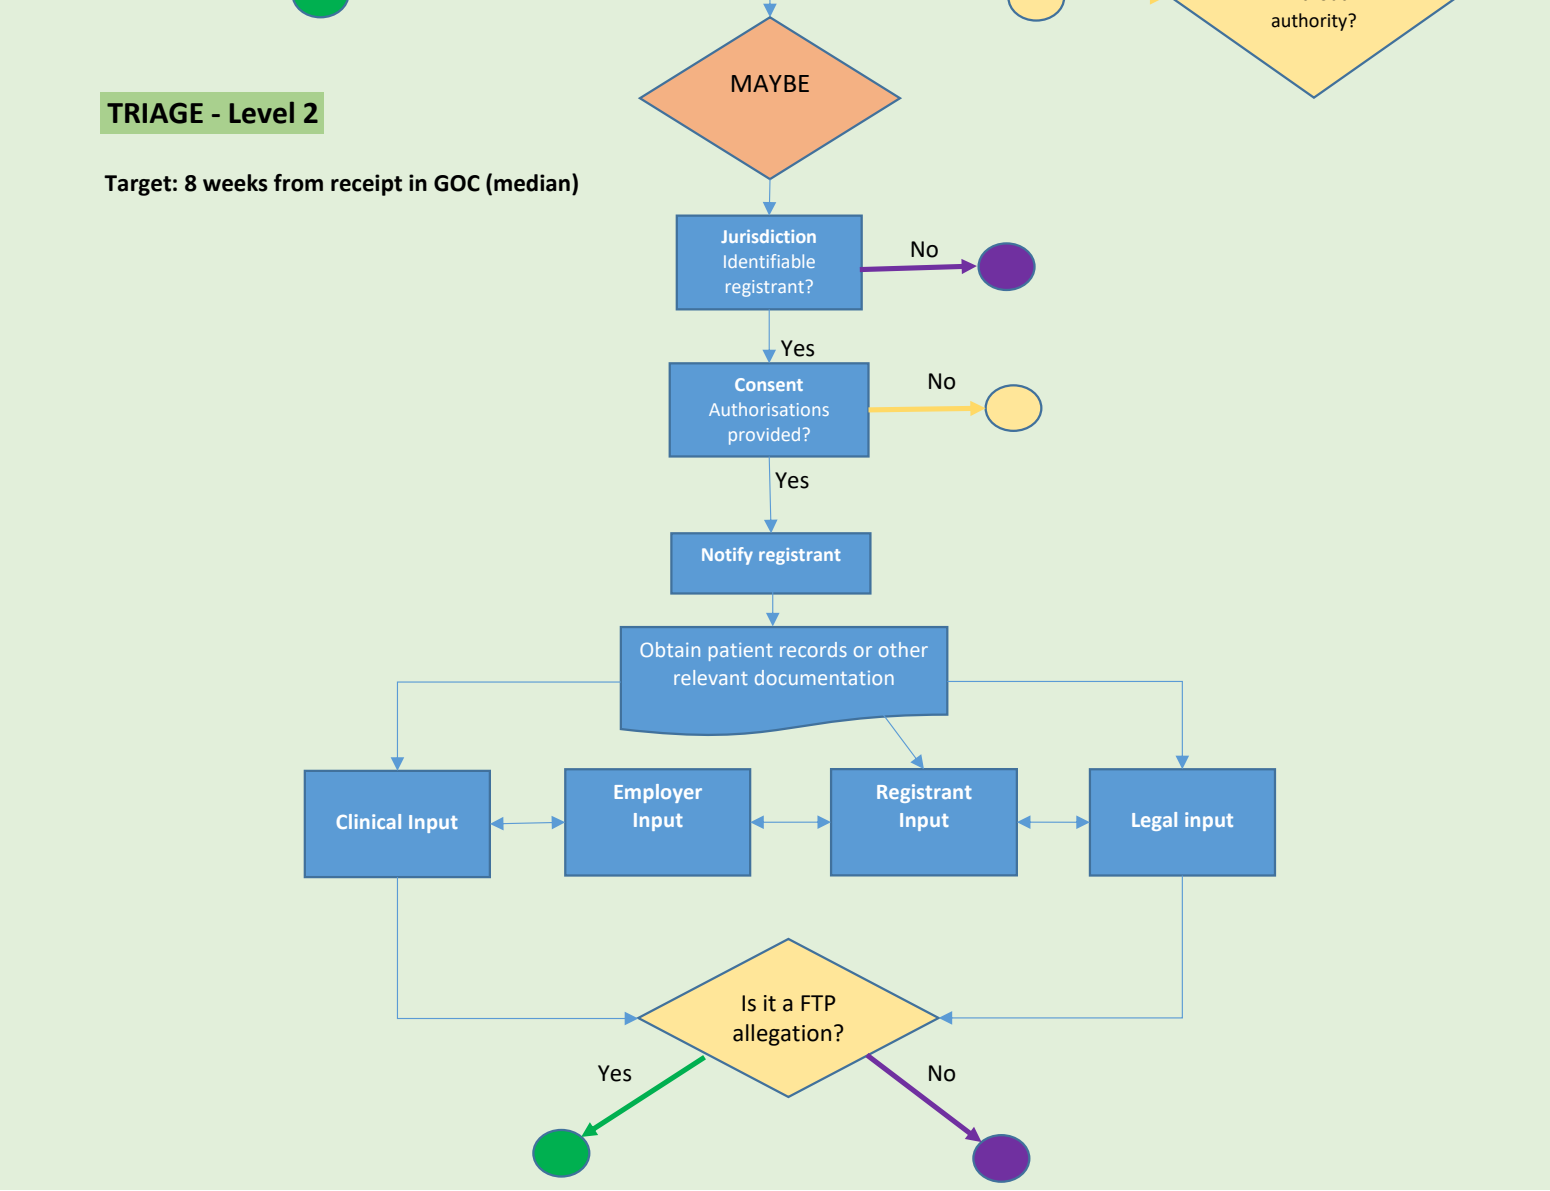 authority?
MAYBE
TRIAGE - Level 2
Target: 8 weeks from receipt in GOC (median)
Jurisdiction
Identifiable
registrant?
No
Yes
Consent
Authorisations
provided?
No
Yes
Notify registrant
Obtain patient records or other
relevant documentation
Clinical Input
Employer
Input
Registrant
Input
Legal input
Is it a FTP
allegation?
Yes
No